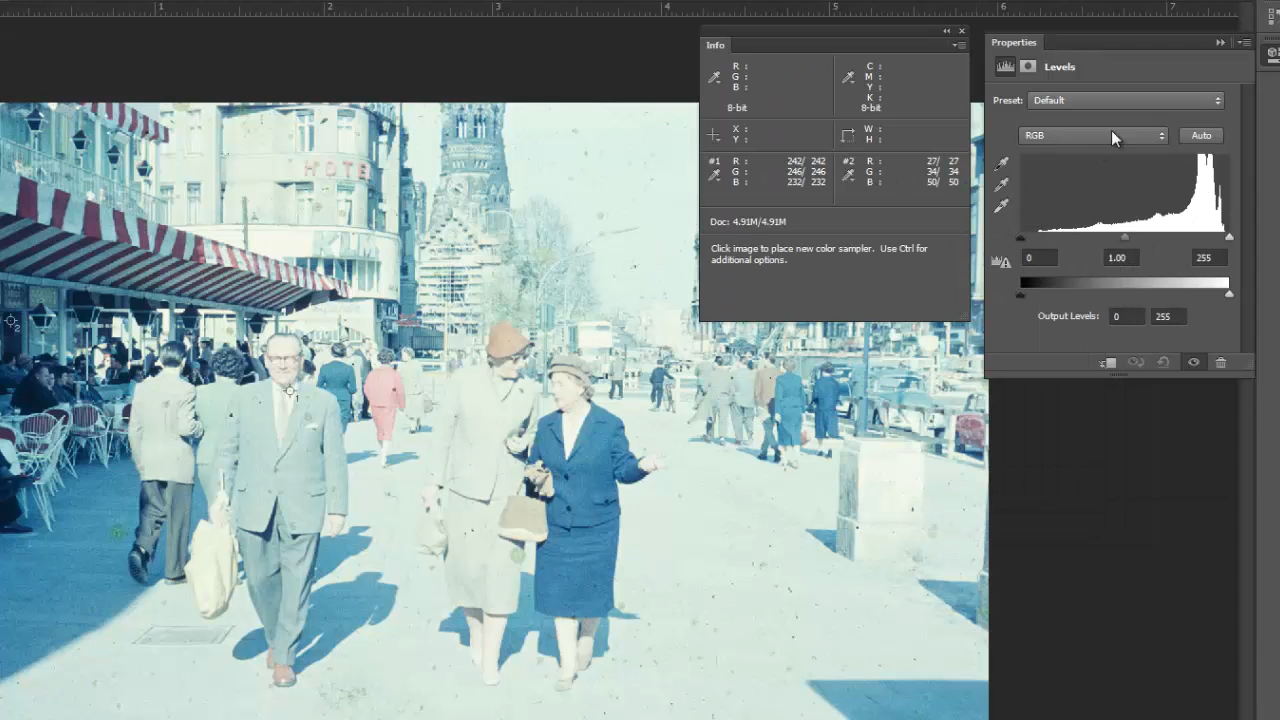 1 2 3 4 5 6 7
Info
R :
G :
B :
8-bit
C :
M :
Y :
K :
8-bit
X :
Y :
W :
H :
#1 R : 242/ 242
G : 246/ 246
B : 232/ 232
#2 R : 27/ 27
G : 34/ 34
B : 50/ 50
Doc: 4.91M/4.91M
Click image to place new color sampler. Use Ctrl for
additional options.
Properties
Levels
Preset: Default
RGB Auto
0 1.00 255
Output Levels: 0 255
HOTEL
1
2